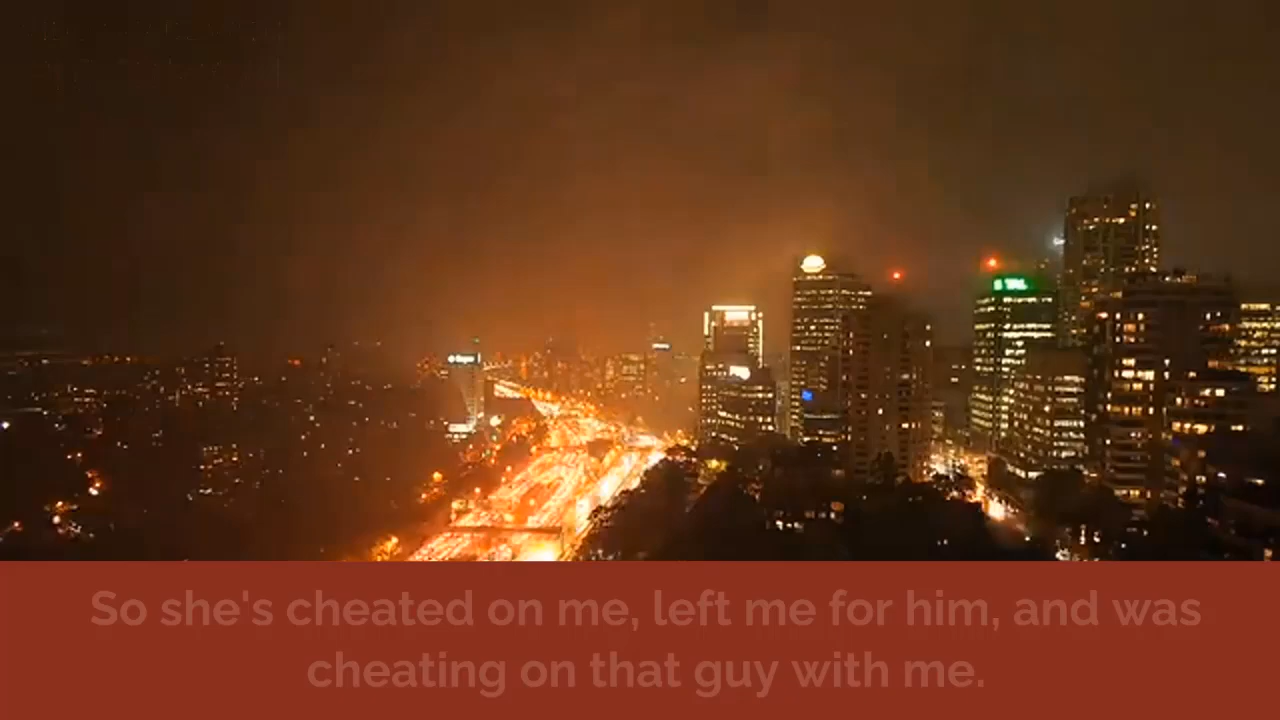 So she's cheated on me, left me for him, and was
cheating on that guy with me.